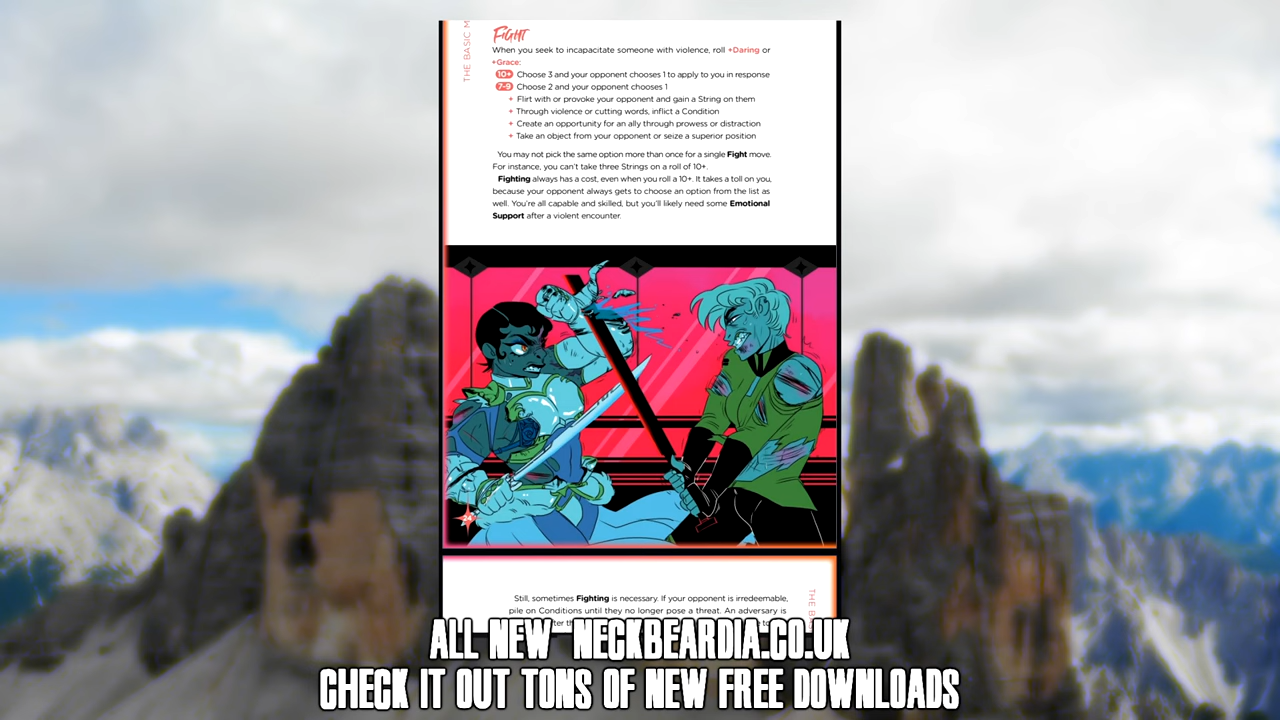 THE BASIC M
FIGHT
When you seek to incapacitate someone with violence, roll +Daring or
+Grace:
10+ Choose 3 and your opponent chooses 1 to apply to you in response
7-9 Choose 2 and your opponent chooses 1
+ Flirt with or provoke your opponent and gain a String on them
+ Through violence or cutting words, inflict a Condition
+ Create an opportunity for an ally through prowess or distraction
+ Take an object from your opponent or seize a superior position
You may not pick the same option more than once for a single Fight move.
For instance, you can't take three Strings on a roll of 10+.
Fighting always has a cost, even when you roll a 10+. It takes a toll on you,
because your opponent always gets to choose an option from the list as
well. You're all capable and skilled, but you'll likely need some Emotional
Support after a violent encounter.
24
Still, sometimes Fighting is necessary. If your opponent is irredeemable,
pile on Conditions until they no longer pose a threat. An adversary is
THE B
ALL NEW NECKBEARDIA.CO.UK
CHECK IT OUT TONS OF NEW FREE DOWNLOADS